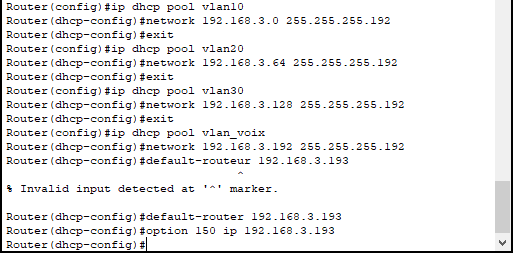 Router(config)#ip dhcp pool vlan10
Router(dhcp-config)#network 192.168.3.0 255.255.255.192
Router(dhcp-config)#exit
Router(config)#ip dhcp pool vlan20
Router(dhcp-config)#network 192.168.3.64 255.255.255.192
Router(dhcp-config)#exit
Router(config)#ip dhcp pool vlan30
Router(dhcp-config)#network 192.168.3.128 255.255.255.192
Router(dhcp-config)#exit
Router(config)#ip dhcp pool vlan_voix
Router(dhcp-config)#network 192.168.3.192 255.255.255.192
Router(dhcp-config)#default-routeur 192.168.3.193
^
% Invalid input detected at '^' marker.
Router(dhcp-config)#default-router 192.168.3.193
Router(dhcp-config)#option 150 ip 192.168.3.193
Router(dhcp-config)#